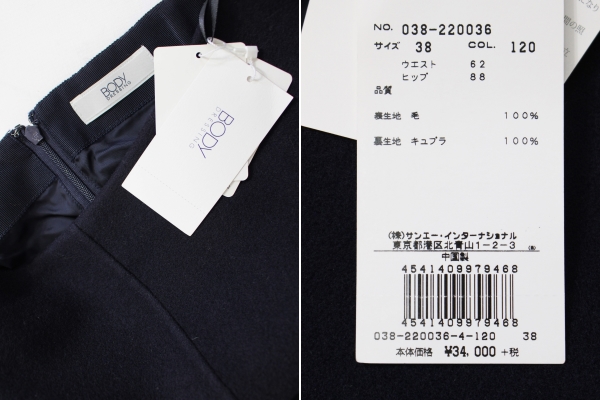 BODY
DRESSING
BODY
DRESSING
NO. 038-220036
サイズ 38 COL. 120
ウエスト 62
ヒップ 88
品質
表生地 毛 100%
裏生地 キュプラ 100%
(株)サンエー・インターナショナル
東京都港区北青山1-2-3
中国製
4541409979468
4541409979468
038-220036-4-120 38
本体価格 ¥34,000+税